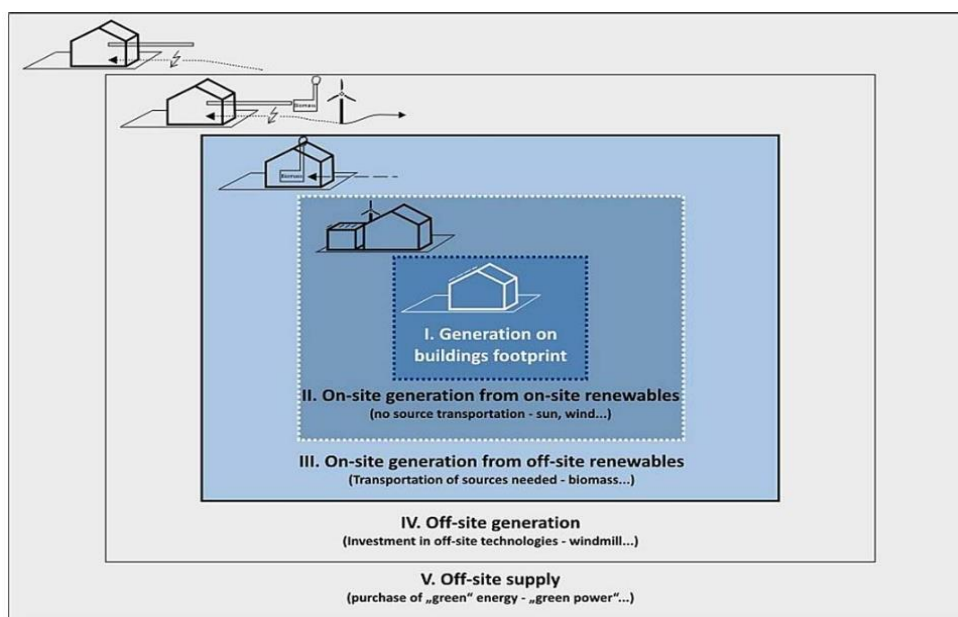 Biomass
Biomass
I. Generation on
buildings footprint
II. On-site generation from on-site renewables
(no source transportation - sun, wind...)
III. On-site generation from off-site renewables
(Transportation of sources needed - biomass...)
IV. Off-site generation
(Investment in off-site technologies - windmill...)
V. Off-site supply
(purchase of „green“ energy - „green power“...)